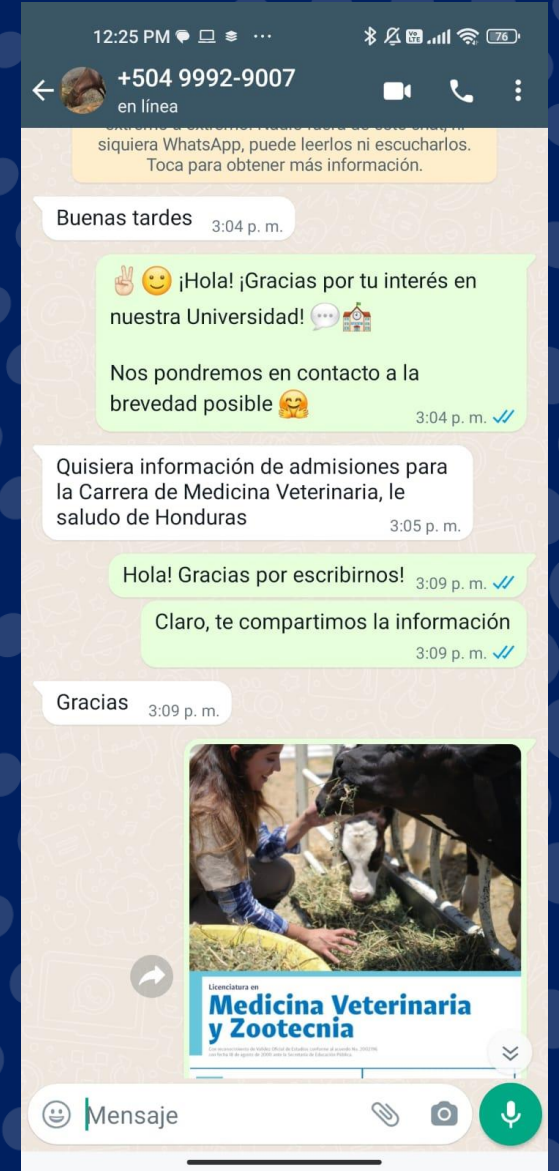 12:25 PM
VoLTE
76
+504 9992-9007
en línea
siquiera WhatsApp, puede leerlos ni escucharlos.
Toca para obtener más información.
Buenas tardes 3:04 p. m.
✌🏻🙂 ¡Hola! ¡Gracias por tu interés en
nuestra Universidad! 💬🏫
Nos pondremos en contacto a la
brevedad posible 🤗
3:04 p. m.
Quisiera información de admisiones para
la Carrera de Medicina Veterinaria, le
saludo de Honduras
3:05 p. m.
Hola! Gracias por escribirnos! 3:09 p. m.
Claro, te compartimos la información
3:09 p. m.
Gracias 3:09 p. m.
Licenciatura en
Medicina Veterinaria
y Zootecnia
Mensaje